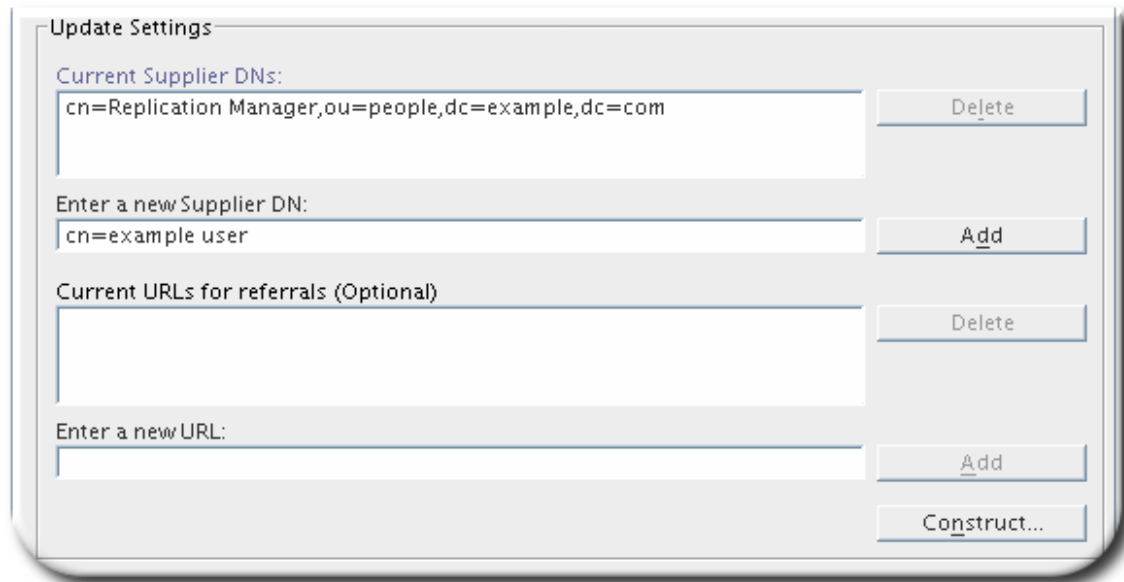 Update Settings
Current Supplier DNs:
cn=Replication Manager,ou=people,dc=example,dc=com
Delete
Enter a new Supplier DN:
cn=example user
Add
Current URLs for referrals (Optional)
Delete
Enter a new URL:
Add
Construct...